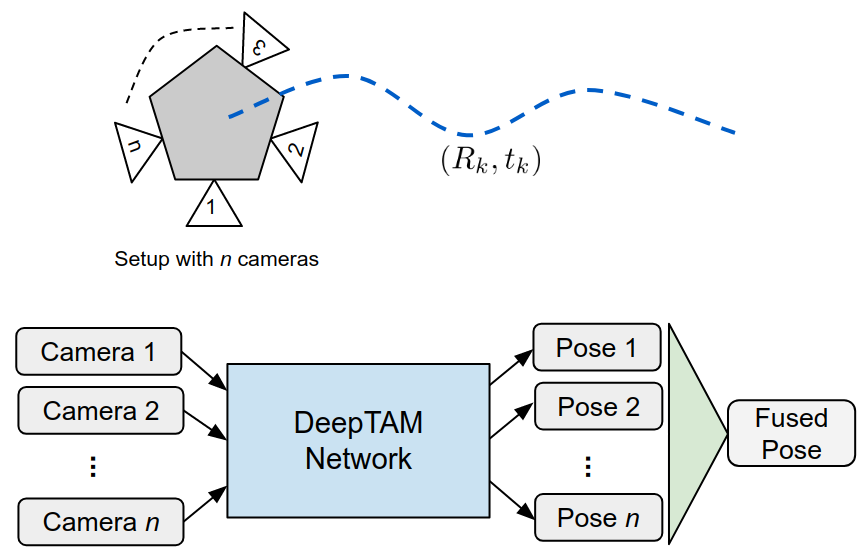 3
n
2
1
(R_k, t_k)
Setup with n cameras
Camera 1
Camera 2
⋮
Camera n
DeepTAM
Network
Pose 1
Pose 2
⋮
Pose n
Fused
Pose